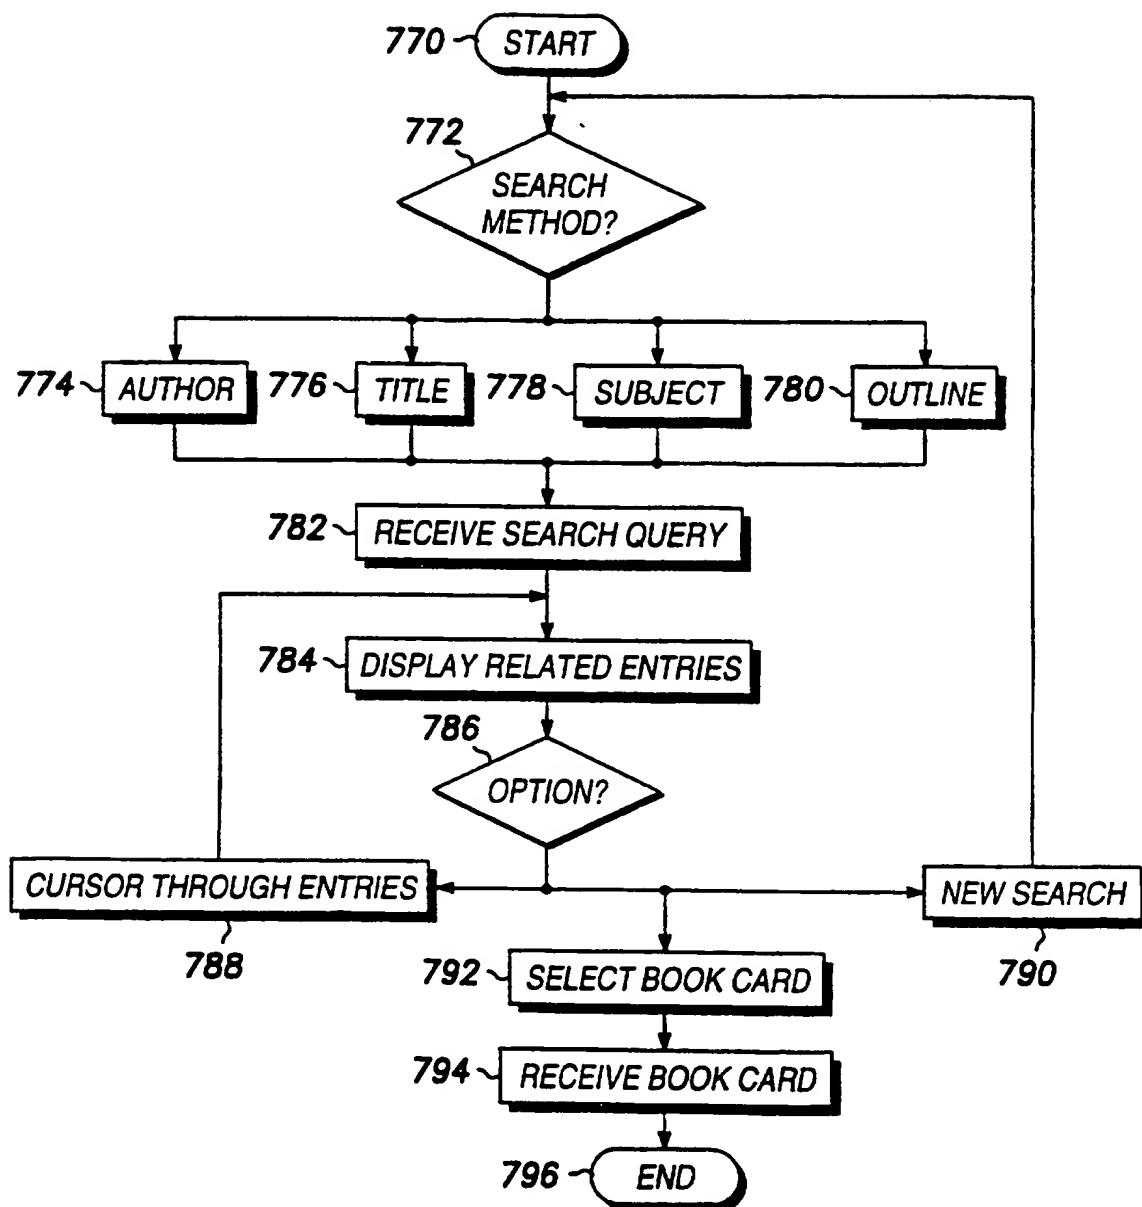 770 START
772
SEARCH
METHOD?
774 AUTHOR 776 TITLE 778 SUBJECT 780 OUTLINE
782 RECEIVE SEARCH QUERY
784 DISPLAY RELATED ENTRIES
786
OPTION?
CURSOR THROUGH ENTRIES NEW SEARCH
788 790
792 SELECT BOOK CARD
794 RECEIVE BOOK CARD
796 END